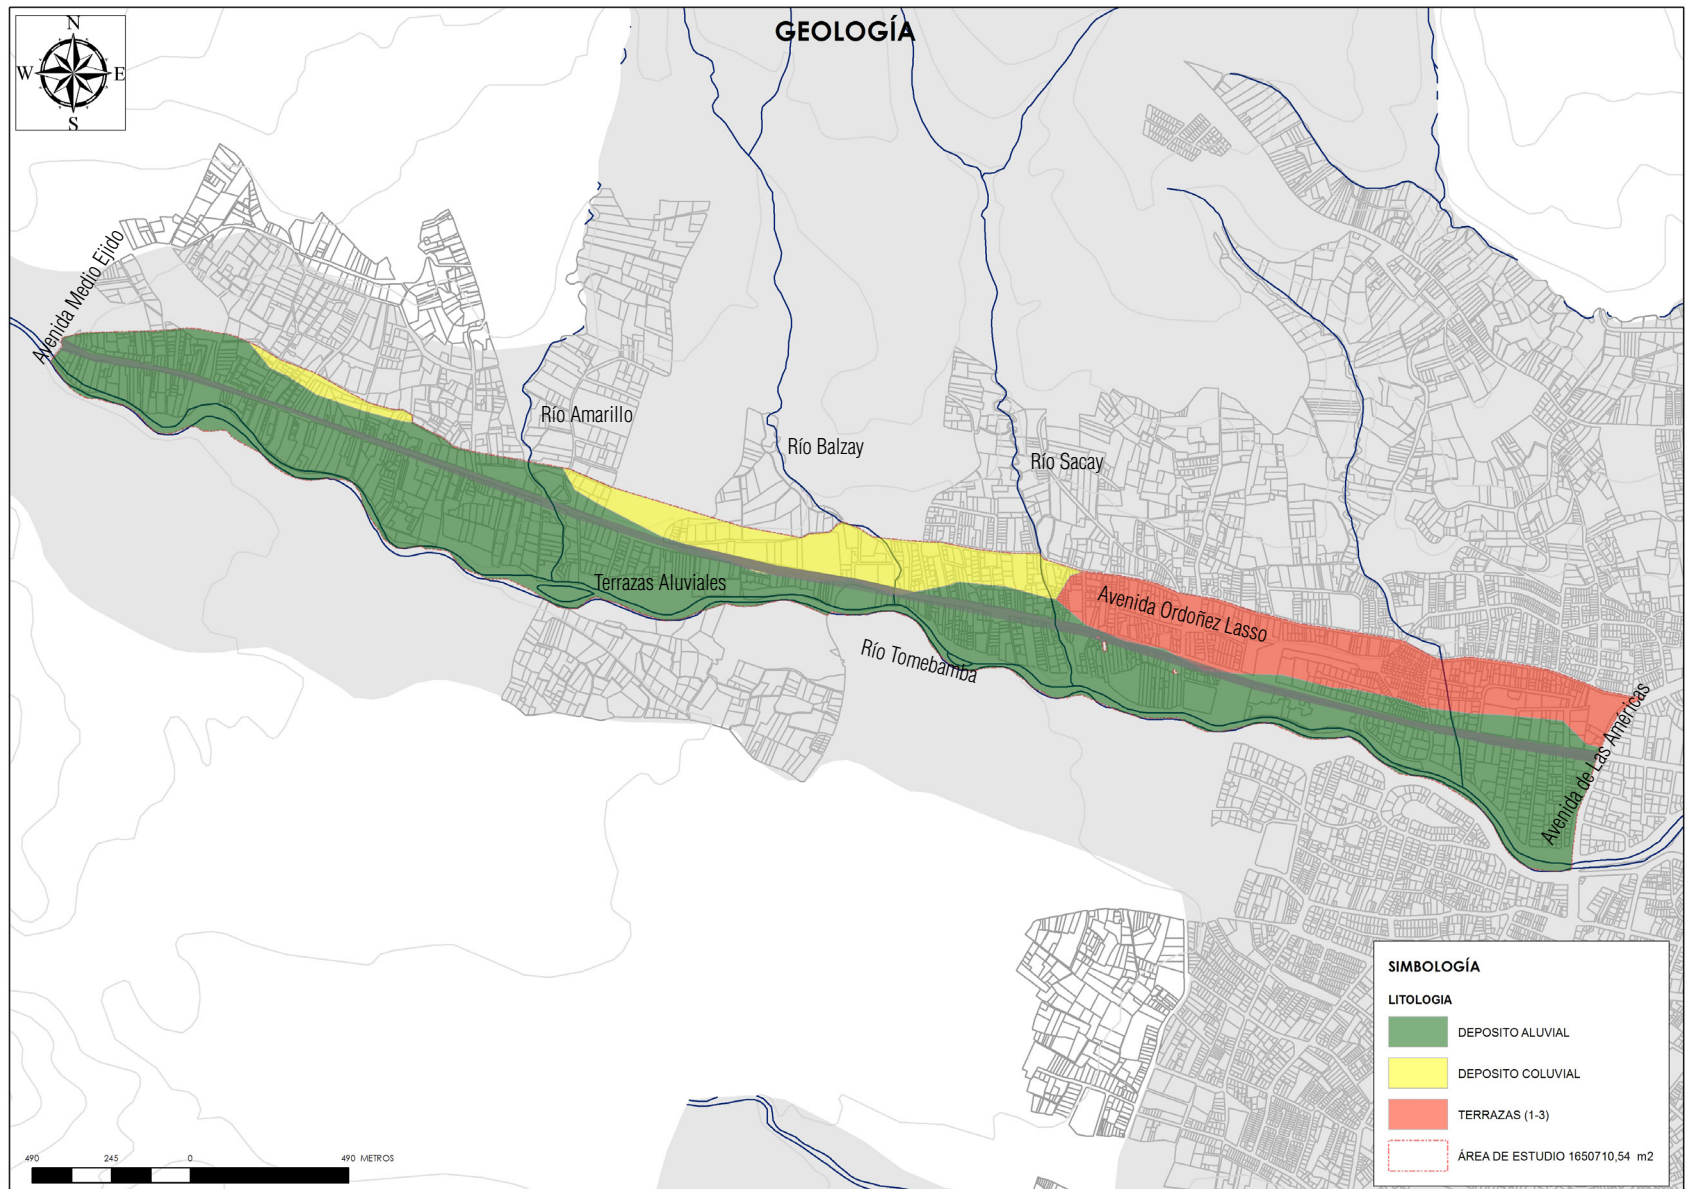 GEOLOGÍA
N
W E
S
Avenida Medio Ejido
Río Amarillo
Río Balzay
Río Sacay
Terrazas Aluviales
Avenida Ordoñez Lasso
Río Tomebamba
Avenida de Las Américas
SIMBOLOGÍA
LITOLOGIA
DEPOSITO ALUVIAL
DEPOSITO COLUVIAL
TERRAZAS (1-3)
ÁREA DE ESTUDIO 1650710,54 m2
490 245 0 490 METROS